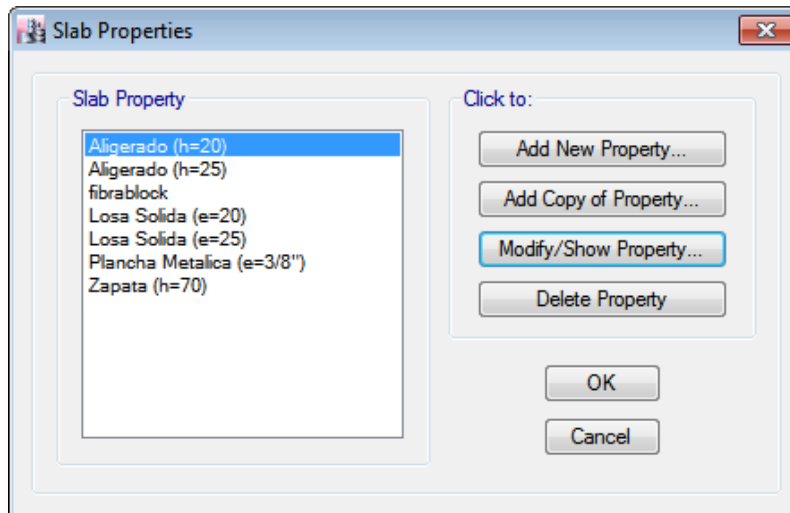 Slab Properties
Slab Property
Aligerado (h=20)
Aligerado (h=25)
fibrablock
Losa Solida (e=20)
Losa Solida (e=25)
Plancha Metalica (e=3/8")
Zapata (h=70)
Click to:
Add New Property...
Add Copy of Property...
Modify/Show Property...
Delete Property
OK
Cancel